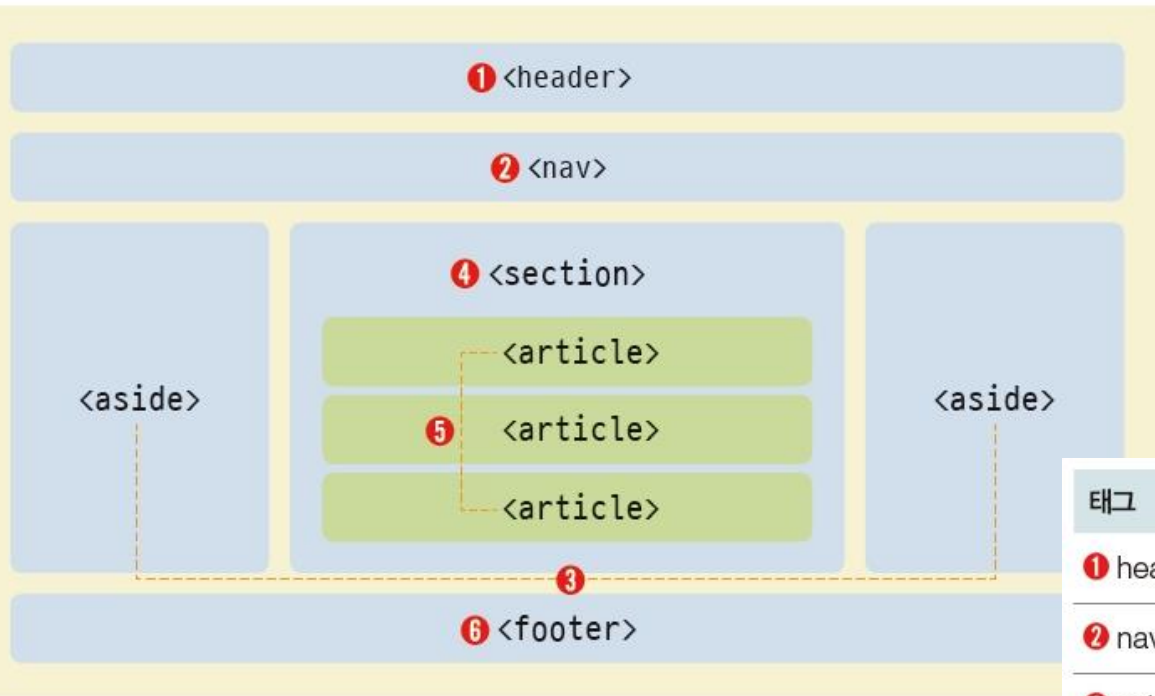 ❶ <header>
❷ <nav>
❹ <section>
<article>
<aside>
❺ <article>
<aside>
<article>
❸
❻ <footer>
태그
❶
❷ nav